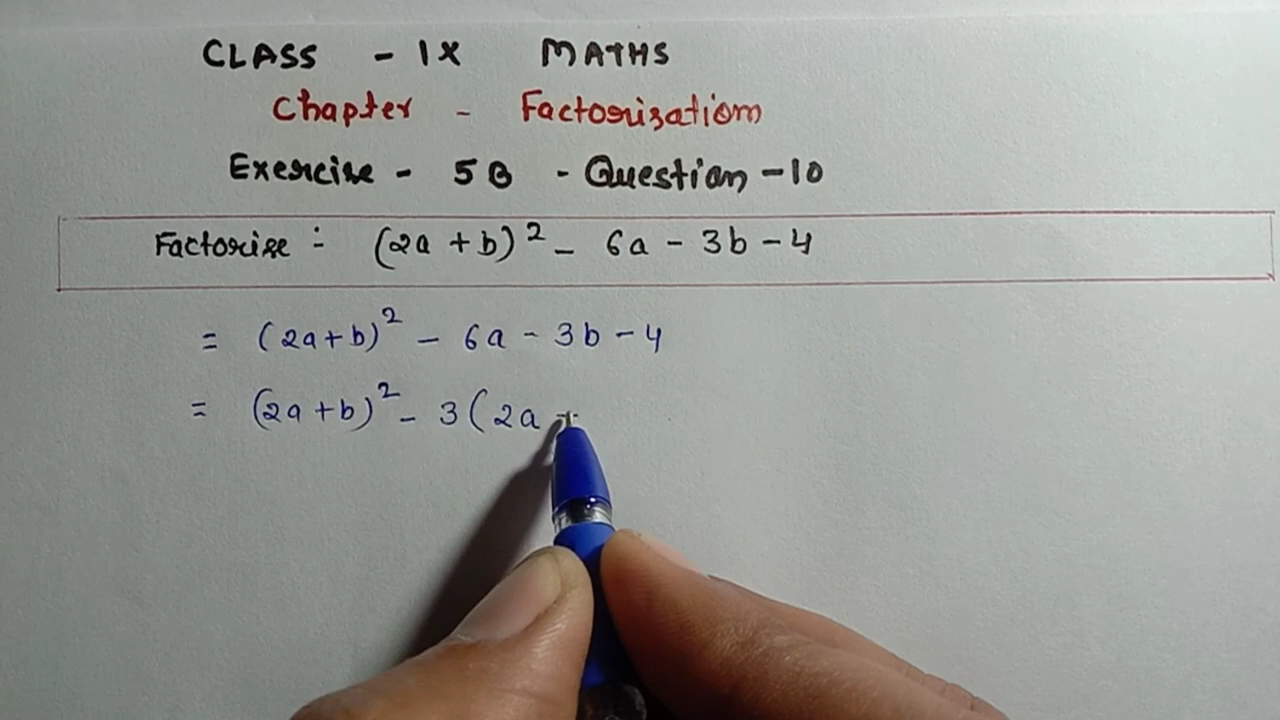 CLASS - IX MATHS
Chapter - Factorisation
Exercise - 5B - Question - 10
Factorise :- (2a + b)² - 6a - 3b - 4
= (2a + b)² - 6a - 3b - 4
= (2a + b)² - 3 (2a +